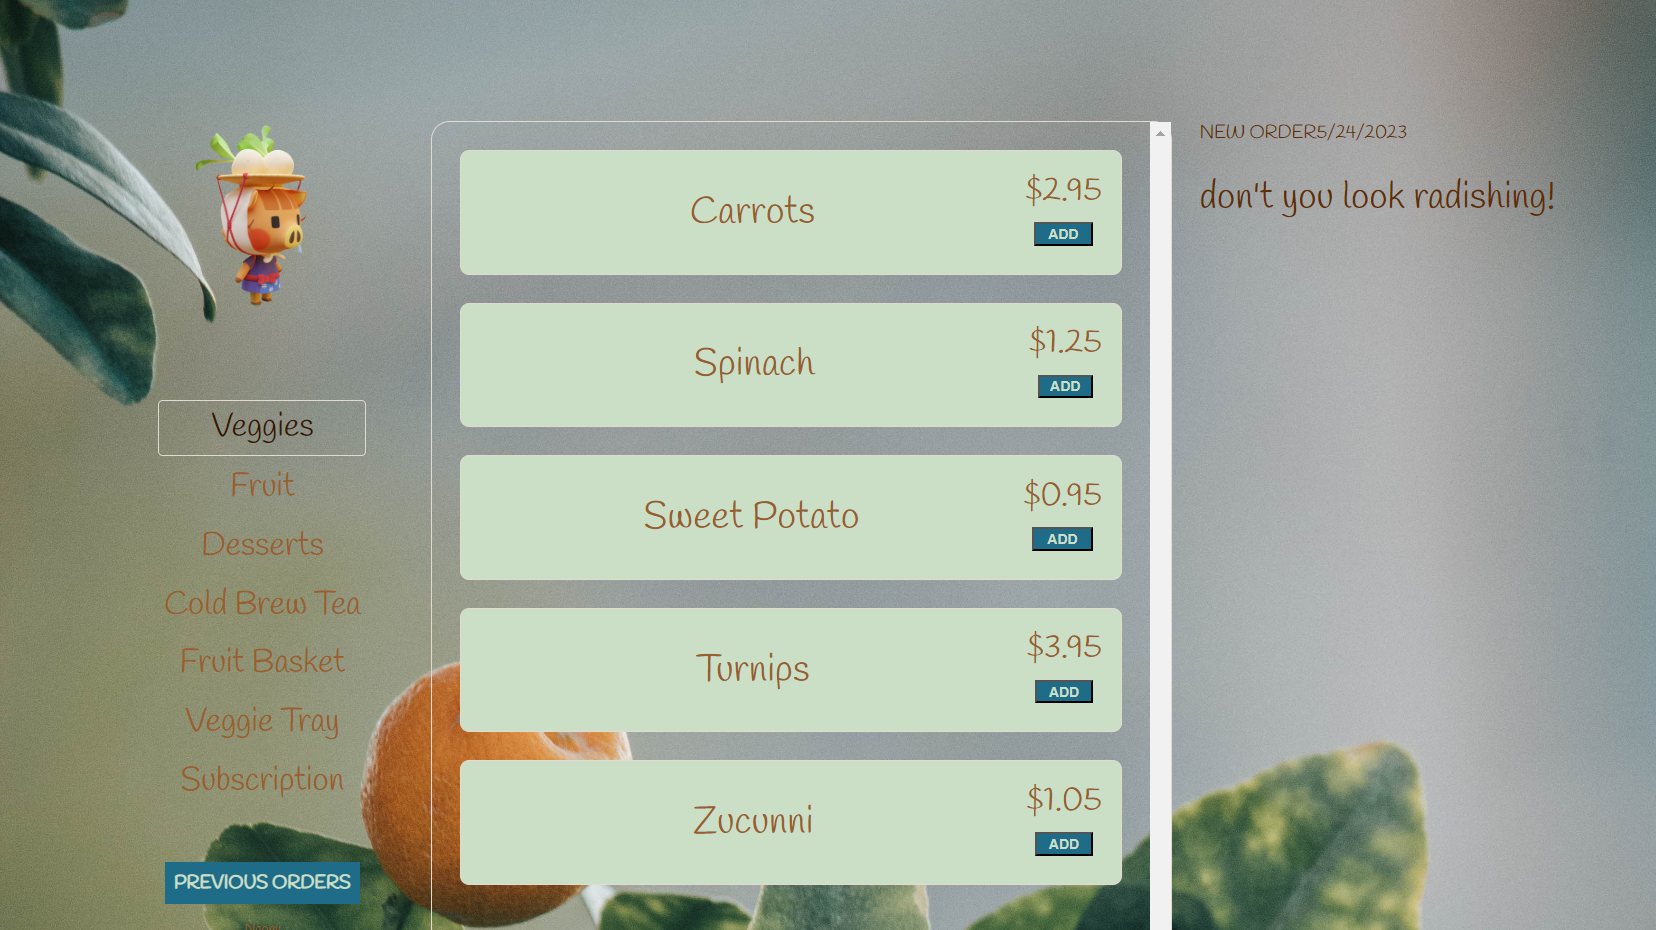 Veggies
Fruit
Desserts
Cold Brew Tea
Fruit Basket
Veggie Tray
Subscription
PREVIOUS ORDERS
Carrots
$2.95
ADD
Spinach
$1.25
ADD
Sweet Potato
$0.95
ADD
Turnips
$3.95
ADD
Zucunni
$1.05
ADD
NEW ORDER5/24/2023
don't you look radishing!